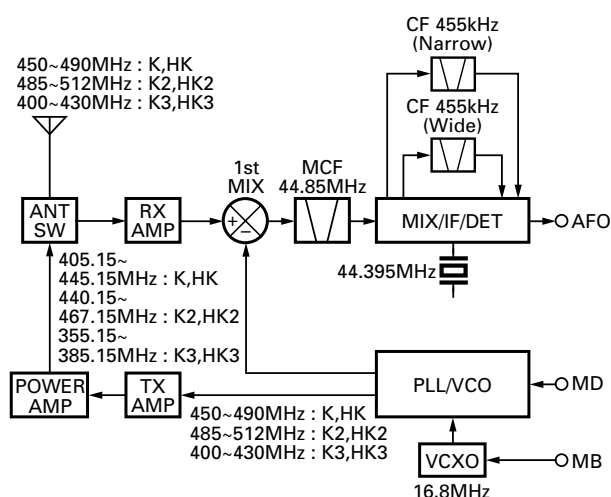 450~490MHz : K,HK
485~512MHz : K2,HK2
400~430MHz : K3,HK3
CF 455kHz
(Narrow)
CF 455kHz
(Wide)
1st
MIX
MCF
44.85MHz
ANT
SW
RX
AMP
+
–
MIX/IF/DET
AFO
44.395MHz
405.15~
445.15MHz : K,HK
440.15~
467.15MHz : K2,HK2
355.15~
385.15MHz : K3,HK3
POWER
AMP
TX
AMP
PLL/VCO
MD
450~490MHz : K,HK
485~512MHz : K2,HK2
400~430MHz : K3,HK3
VCXO
MB
16.8MHz